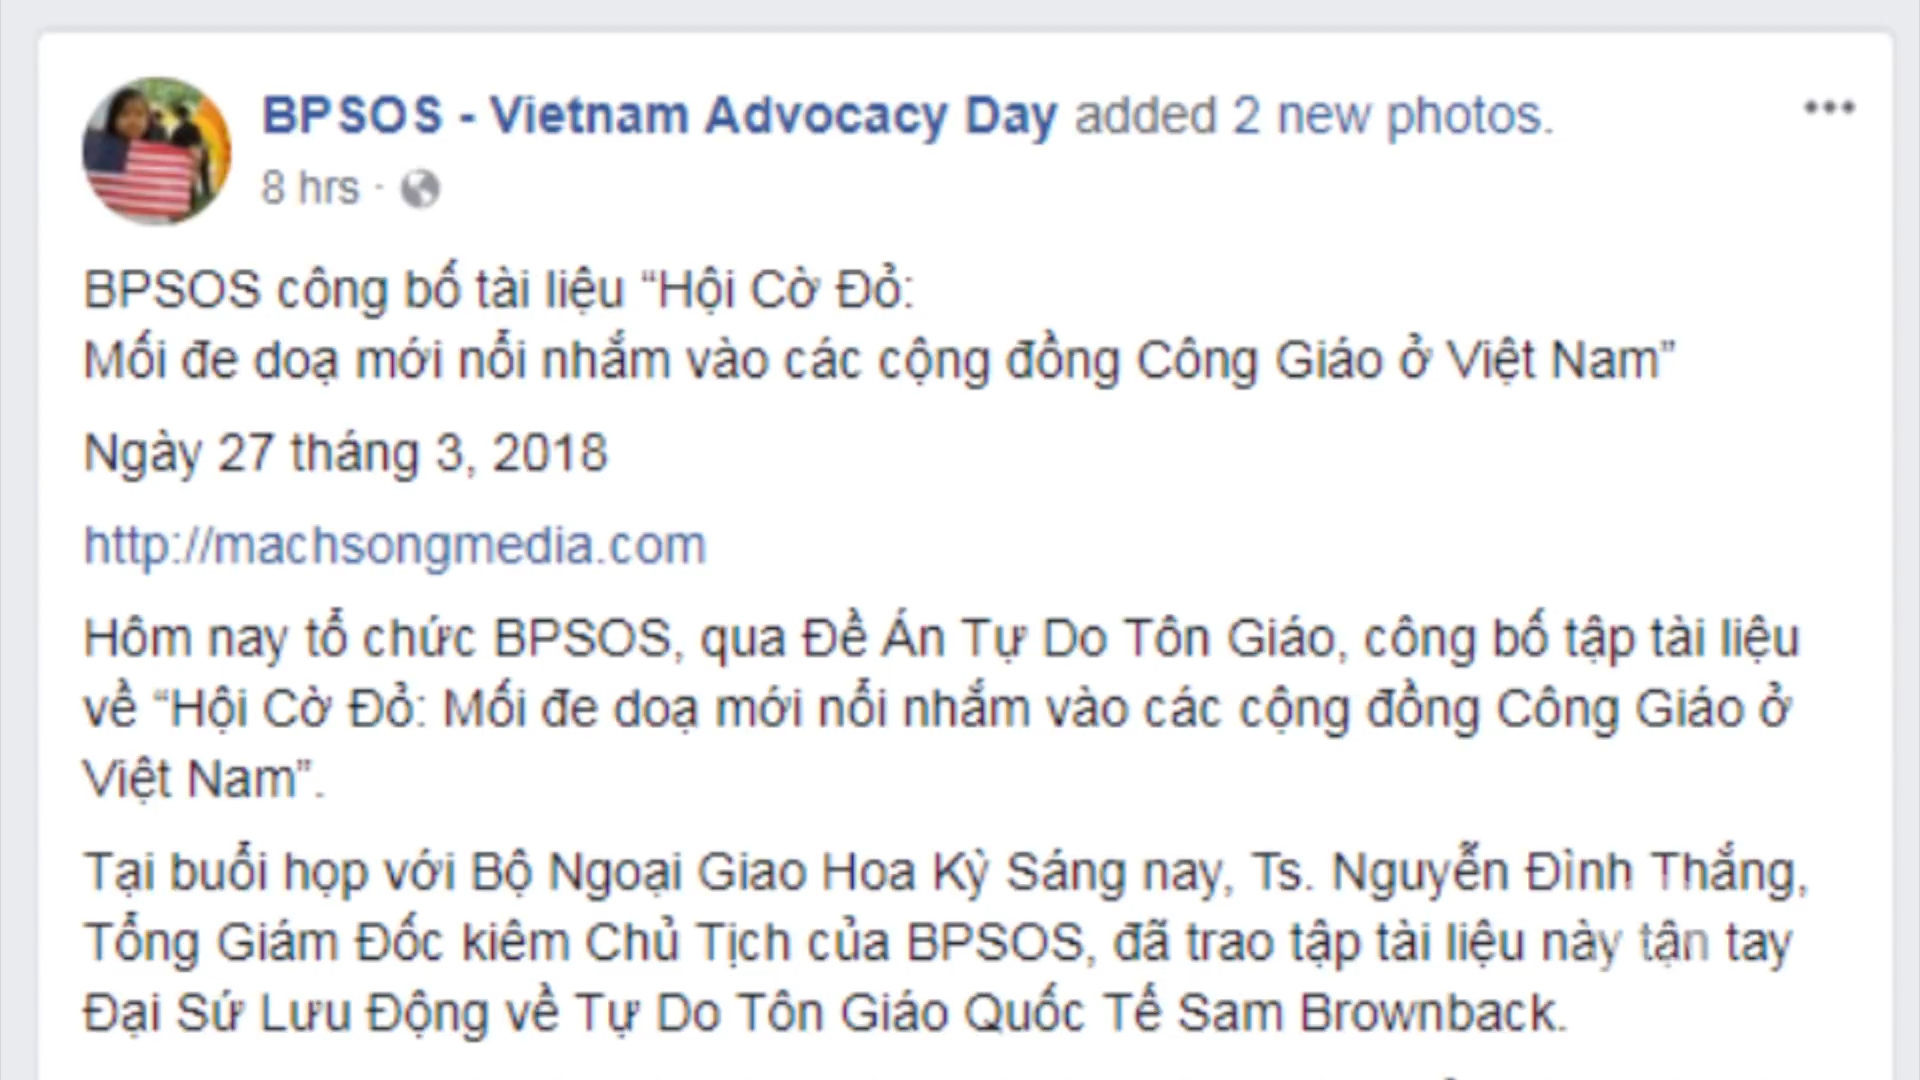 BPSOS - Vietnam Advocacy Day added 2 new photos.
8 hrs ·
BPSOS công bố tài liệu “Hội Cờ Đỏ:
Mối đe doạ mới nổi nhắm vào các cộng đồng Công Giáo ở Việt Nam”
Ngày 27 tháng 3, 2018
http://machsongmedia.com
Hôm nay tổ chức BPSOS, qua Đề Án Tự Do Tôn Giáo, công bố tập tài liệu
về “Hội Cờ Đỏ: Mối đe doạ mới nổi nhắm vào các cộng đồng Công Giáo ở
Việt Nam”.
Tại buổi họp với Bộ Ngoại Giao Hoa Kỳ Sáng nay, Ts. Nguyễn Đình Thắng,
Tổng Giám Đốc kiêm Chủ Tịch của BPSOS, đã trao tập tài liệu này tận tay
Đại Sứ Lưu Động về Tự Do Tôn Giáo Quốc Tế Sam Brownback.